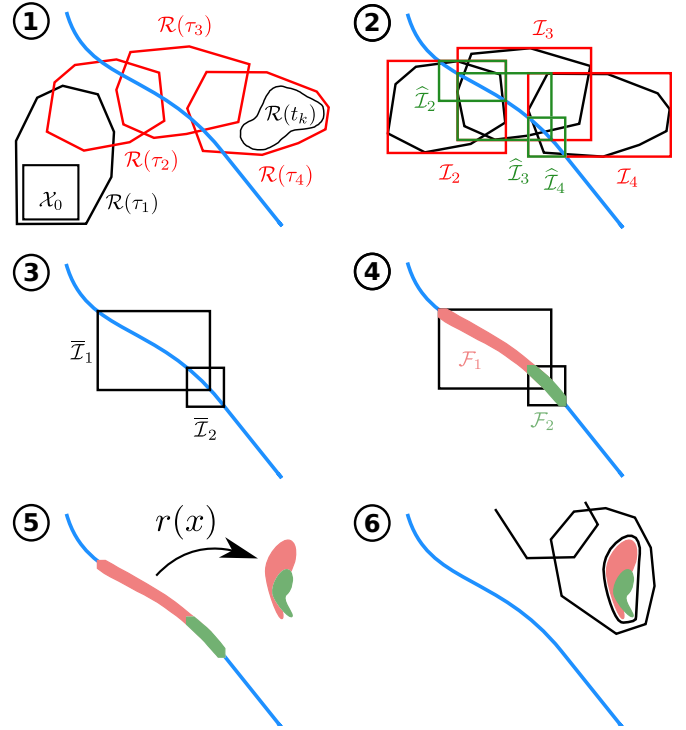 1
R(τ₃)
R(t_k)
R(τ₂)
R(τ₄)
X₀
R(τ₁)
2
I₃
Î₂
I₂
Î₃
Î₄
I₄
3
Ī₁
Ī₂
4
F₁
F₂
5
r(x)
6